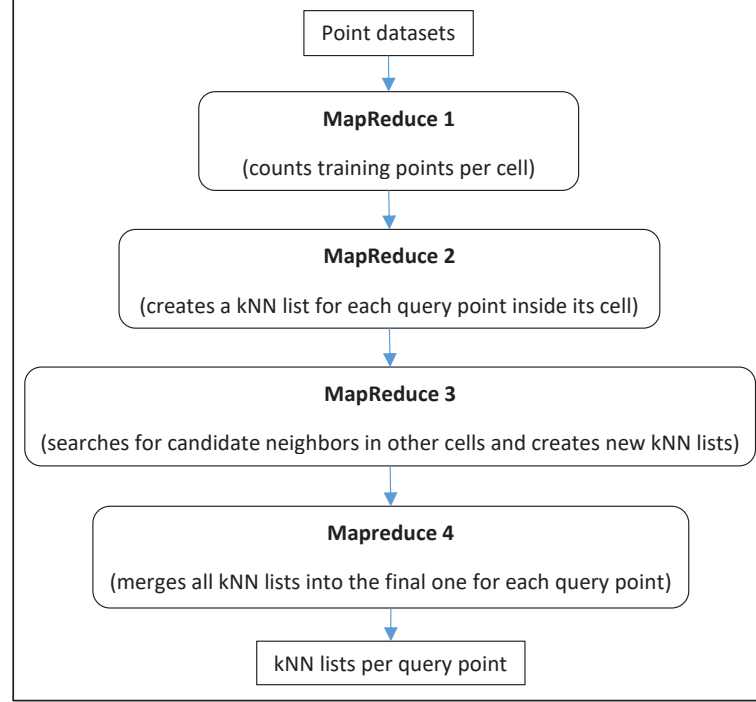 Point datasets
MapReduce 1
(counts training points per cell)
MapReduce 2
(creates a kNN list for each query point inside its cell)
MapReduce 3
(searches for candidate neighbors in other cells and creates new kNN lists)
Mapreduce 4
(merges all kNN lists into the final one for each query point)
kNN lists per query point